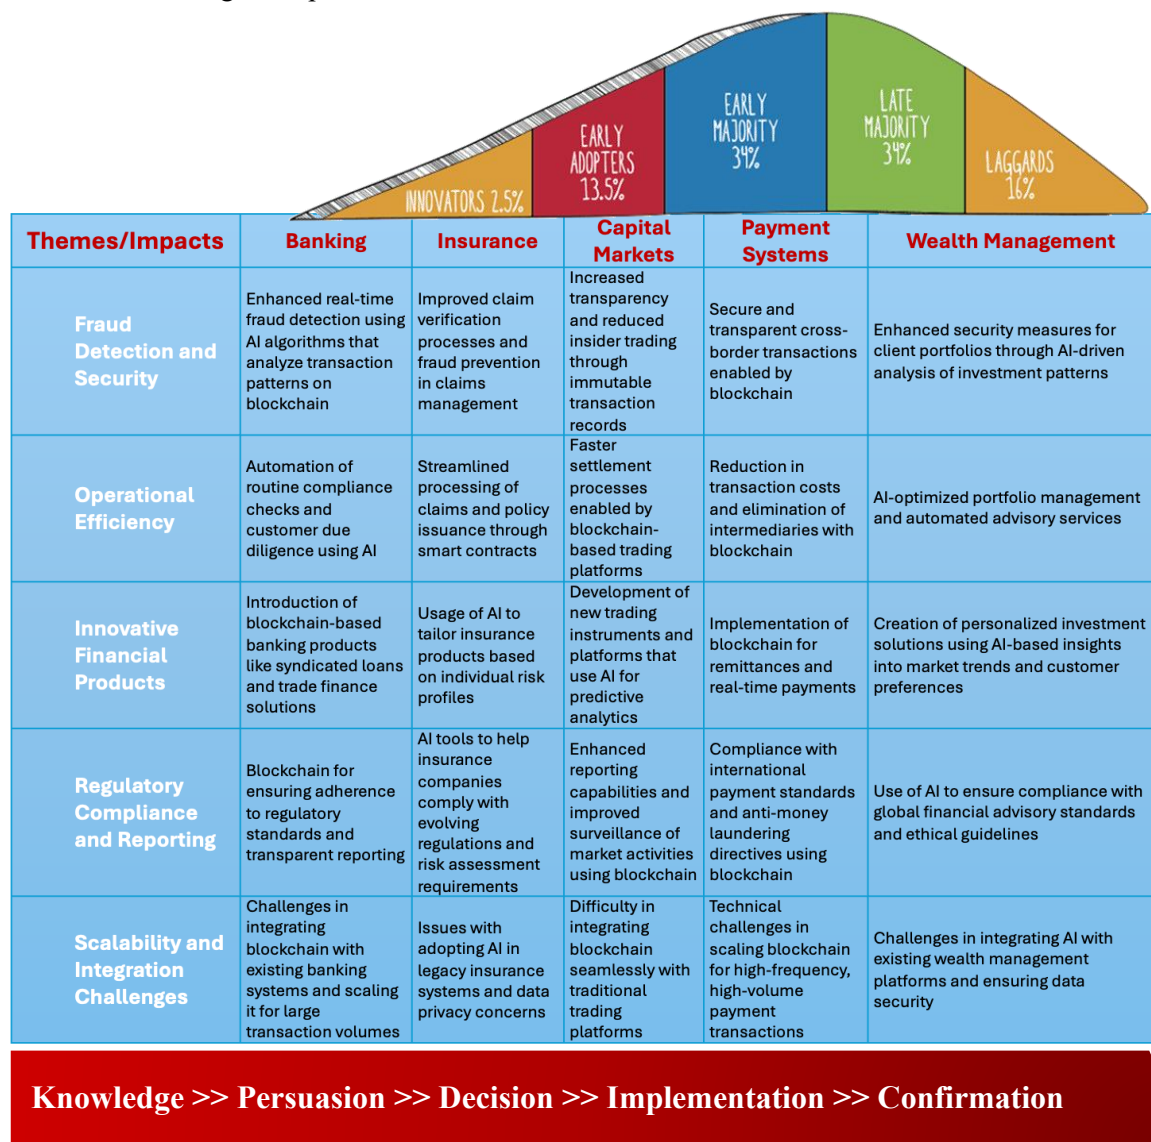 EARLY
MAJORITY
34%
LATE
MAJORITY
34%
EARLY
ADOPTERS
13.5%
LAGGARDS
16%
INNOVATORS 2.5%
Themes/Impacts
Banking
Insurance
Capital
Markets
Payment
Systems
Wealth Management
Fraud
Detection and
Security
Enhanced real-time
fraud detection using
AI algorithms that
analyze transaction
patterns on
blockchain
Improved claim
verification
processes and
fraud prevention
in claims
management
Increased
transparency
and reduced
insider trading
through
immutable
transaction
records
Secure and
transparent cross-
border transactions
enabled by
blockchain
Enhanced security measures for
client portfolios through AI-driven
analysis of investment patterns
Operational
Efficiency
Automation of
routine compliance
checks and
customer due
diligence using AI
Streamlined
processing of
claims and policy
issuance through
smart contracts
Faster
settlement
processes
enabled by
blockchain-
based trading
platforms
Reduction in
transaction costs
and elimination of
intermediaries with
blockchain
AI-optimized portfolio management
and automated advisory services
Innovative
Financial
Products
Introduction of
blockchain-based
banking products
like syndicated loans
and trade finance
solutions
Usage of AI to
tailor insurance
products based
on individual risk
profiles
Development of
new trading
instruments and
platforms that
use AI for
predictive
analytics
Implementation of
blockchain for
remittances and
real-time payments
Creation of personalized investment
solutions using AI-based insights
into market trends and customer
preferences
Regulatory
Compliance
and Reporting
Blockchain for
ensuring adherence
to regulatory
standards and
transparent reporting
AI tools to help
insurance
companies
comply with
evolving
regulations and
risk assessment
requirements
Enhanced
reporting
capabilities and
improved
surveillance of
market activities
using blockchain
Compliance with
international
payment standards
and anti-money
laundering
directives using
blockchain
Use of AI to ensure compliance with
global financial advisory standards
and ethical guidelines
Scalability and
Integration
Challenges
Challenges in
integrating
blockchain with
existing banking
systems and scaling
it for large
transaction volumes
Issues with
adopting AI in
legacy insurance
systems and data
privacy concerns
Difficulty in
integrating
blockchain
seamlessly with
traditional
trading
platforms
Technical
challenges in
scaling blockchain
for high-frequency,
high-volume
payment
transactions
Challenges in integrating AI with
existing wealth management
platforms and ensuring data
security
Knowledge >> Persuasion >> Decision >> Implementation >> Confirmation